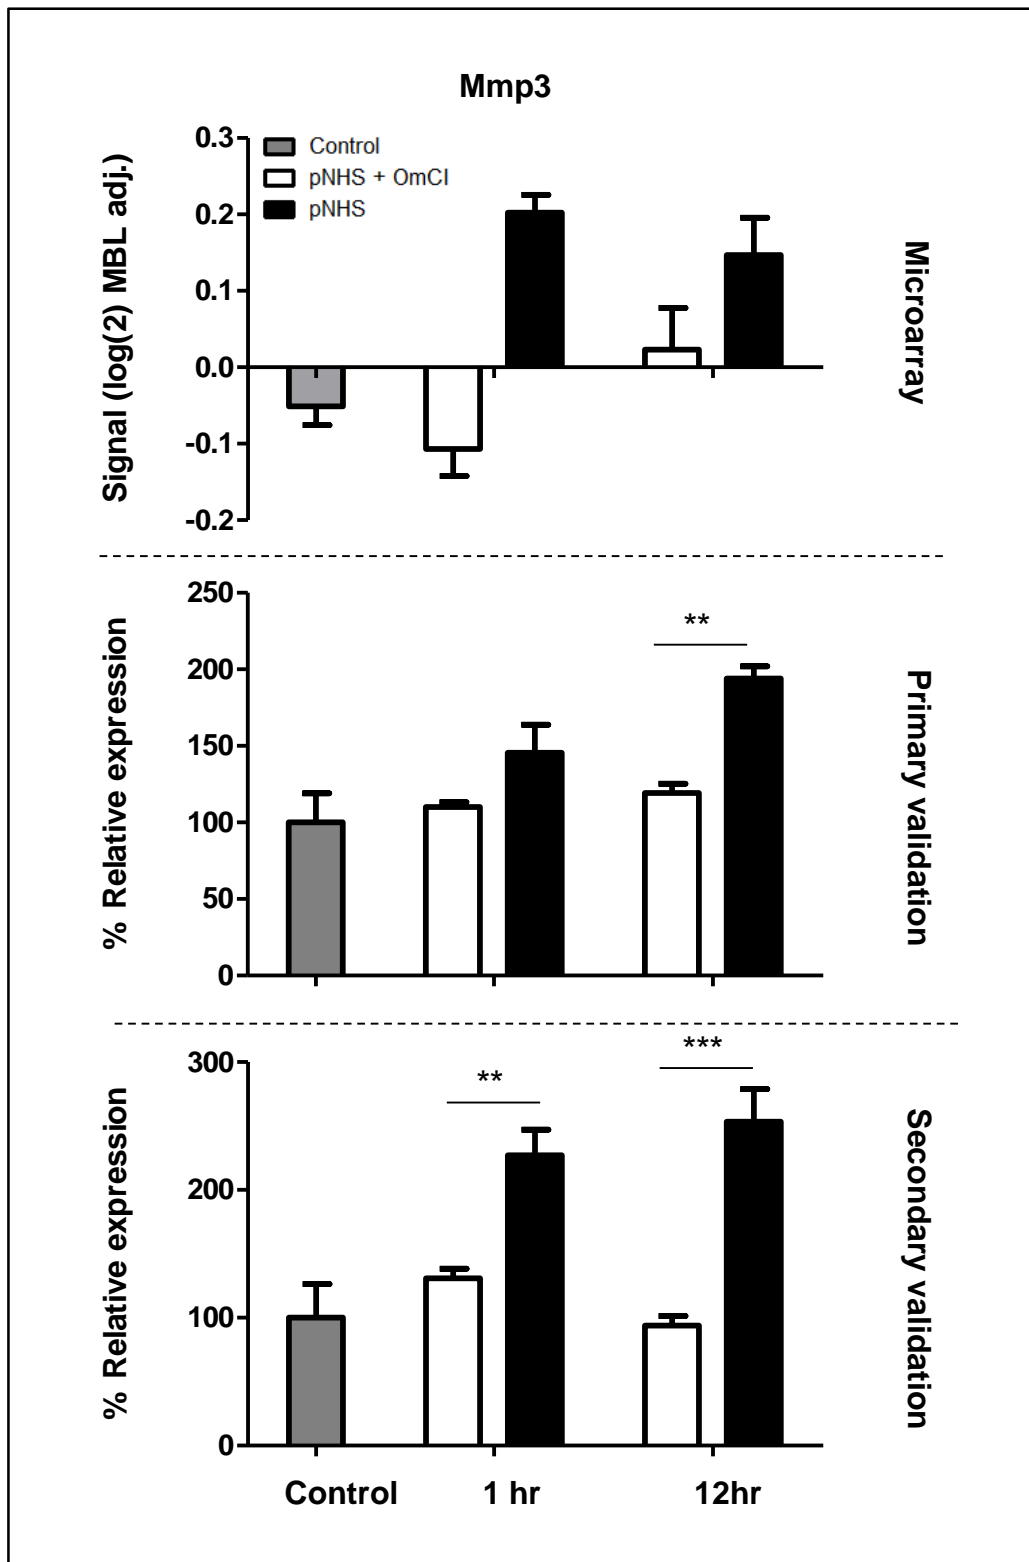 Mmp3
Signal (log(2) MBL adj.)
0.3
0.2
0.1
0.0
-0.1
-0.2
Control
pNHS + OmCI
pNHS
Microarray
% Relative expression
250
200
150
100
50
0
**
Primary validation
% Relative expression
300
200
100
0
**
***
Secondary validation
Control 1 hr 12hr